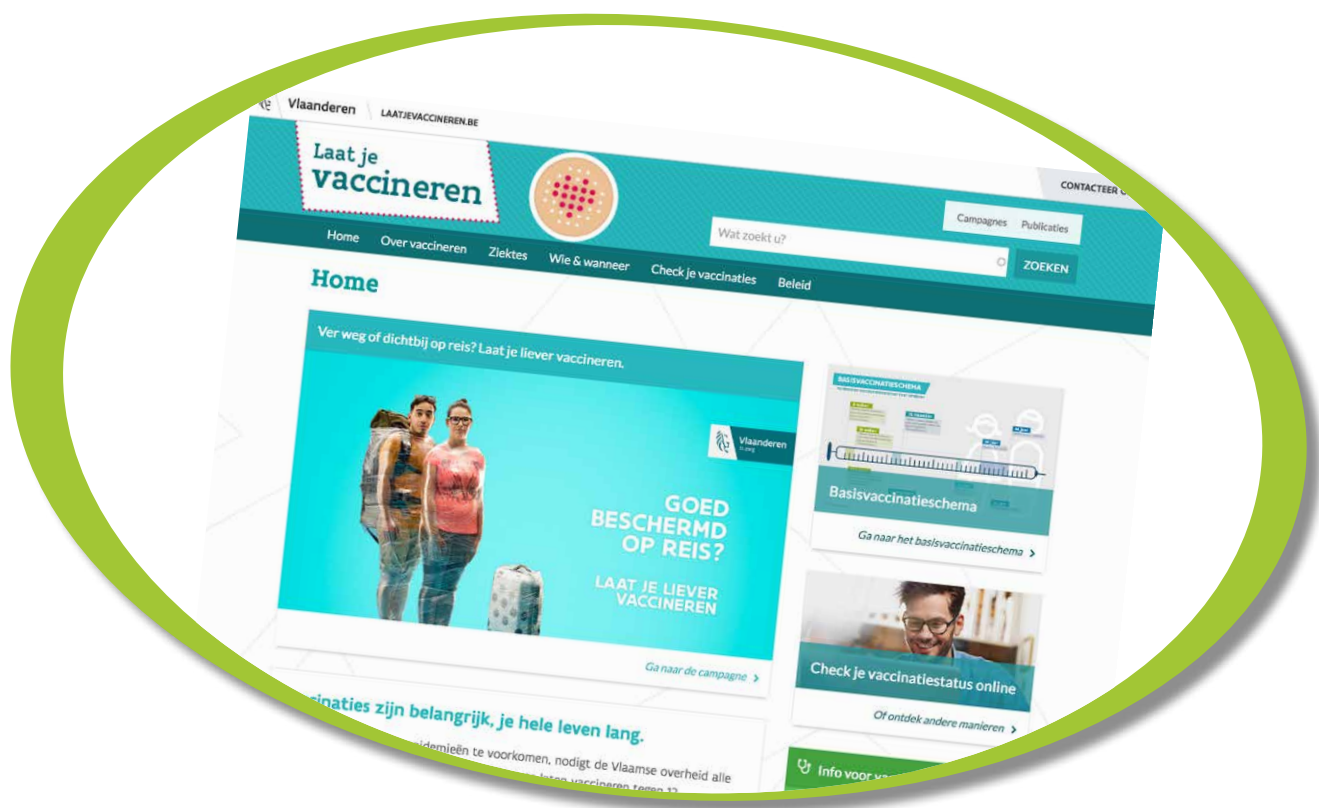 Vlaanderen LAATJEVACCINEREN.BE
CONTACTEER
Laat je
vaccineren
Campagnes Publicaties
Wat zoekt u?
ZOEKEN
Home Over vaccineren Ziektes Wie & wanneer Check je vaccinaties Beleid
Home
Ver weg of dichtbij op reis? Laat je liever vaccineren.
Vlaanderen
GOED
BESCHERMD
OP REIS?
LAAT JE LIEVER
VACCINEREN
Ga naar de campagne >
BASISVACCINATIESCHEMA
Basisvaccinatieschema
Ga naar het basisvaccinatieschema >
Check je vaccinatiestatus online
Of ontdek andere manieren >
Info voor
zijn belangrijk, je hele leven lang.
te voorkomen, nodigt de Vlaamse overheid alle
vaccineren tegen 12